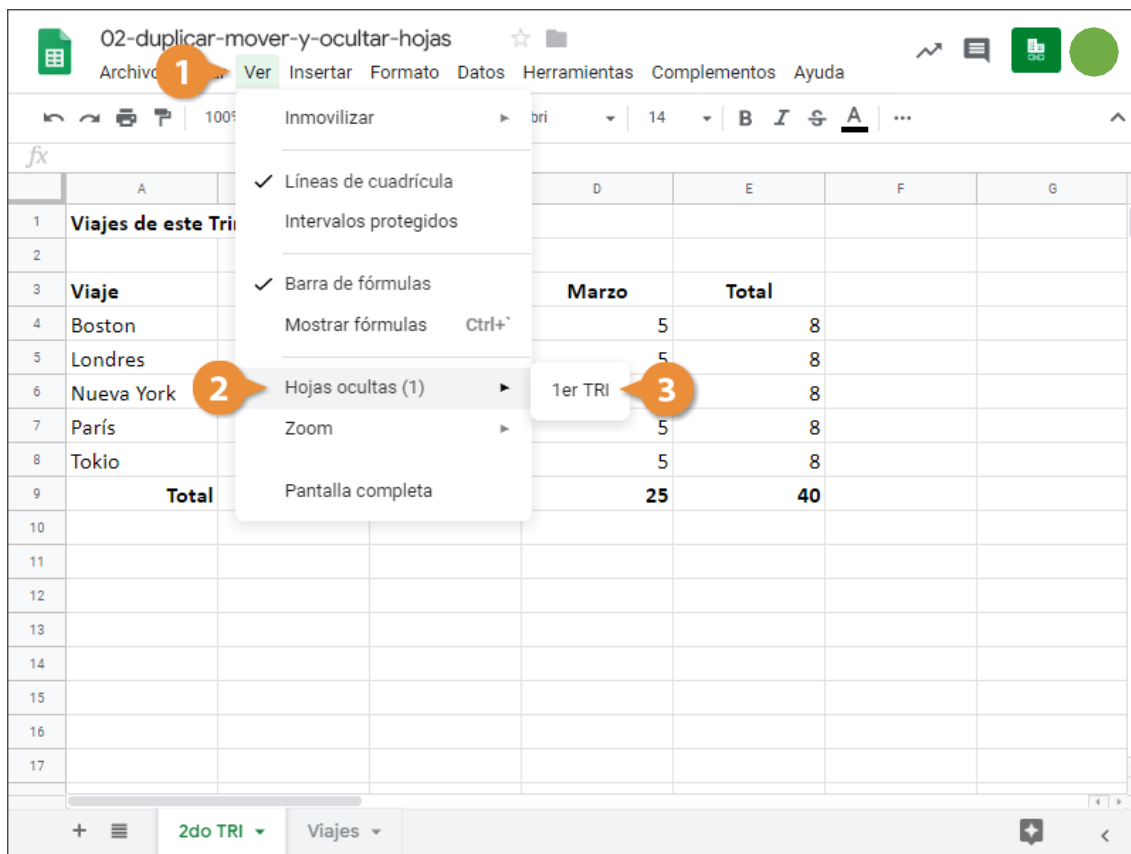 02-duplicar-mover-y-ocultar-hojas
Archivo Ver Insertar Formato Datos Herramientas Complementos Ayuda
1
100% 14 B I S A ...
fx
A D E F G
1 Viajes de este
2
3 Viaje Marzo Total
4 Boston 5 8
5 Londres 5 8
6 Nueva York 8
7 París 5 8
8 Tokio 5 8
9 Total 25 40
10
11
12
13
14
15
16
17
Inmovilizar
Líneas de cuadrícula
Intervalos protegidos
Barra de fórmulas
Mostrar fórmulas Ctrl+`
2 Hojas ocultas (1) 1er TRI 3
Zoom
Pantalla completa
+ 2do TRI Viajes